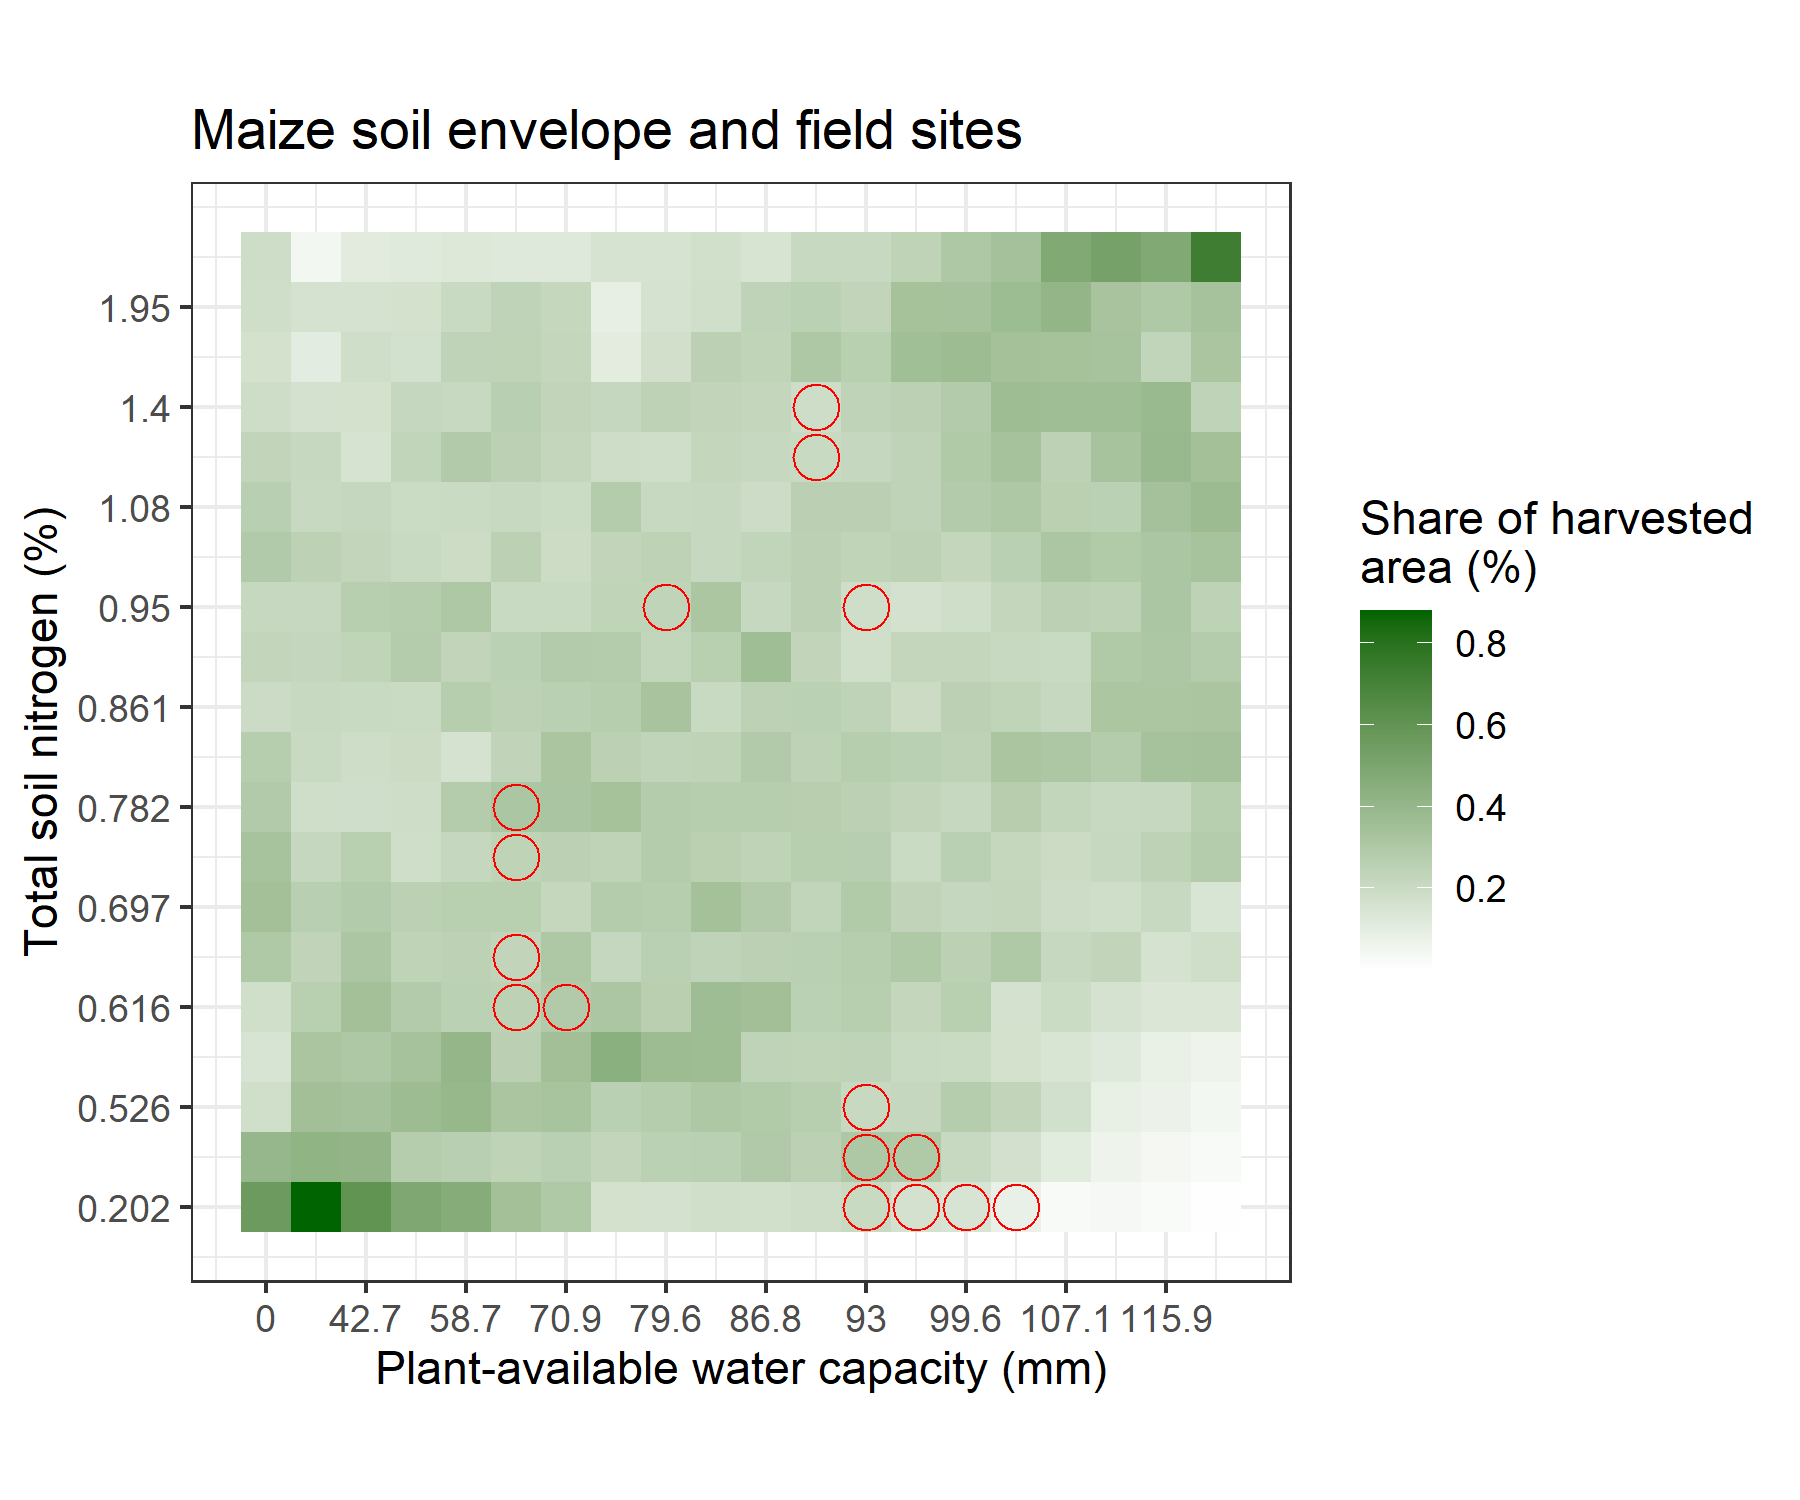 Maize soil envelope and field sites
Total soil nitrogen (%)
1.95
1.4
1.08
0.95
0.861
0.782
0.697
0.616
0.526
0.202
0 42.7 58.7 70.9 79.6 86.8 93 99.6 107.1 115.9
Plant-available water capacity (mm)
Share of harvested
area (%)
0.8
0.6
0.4
0.2